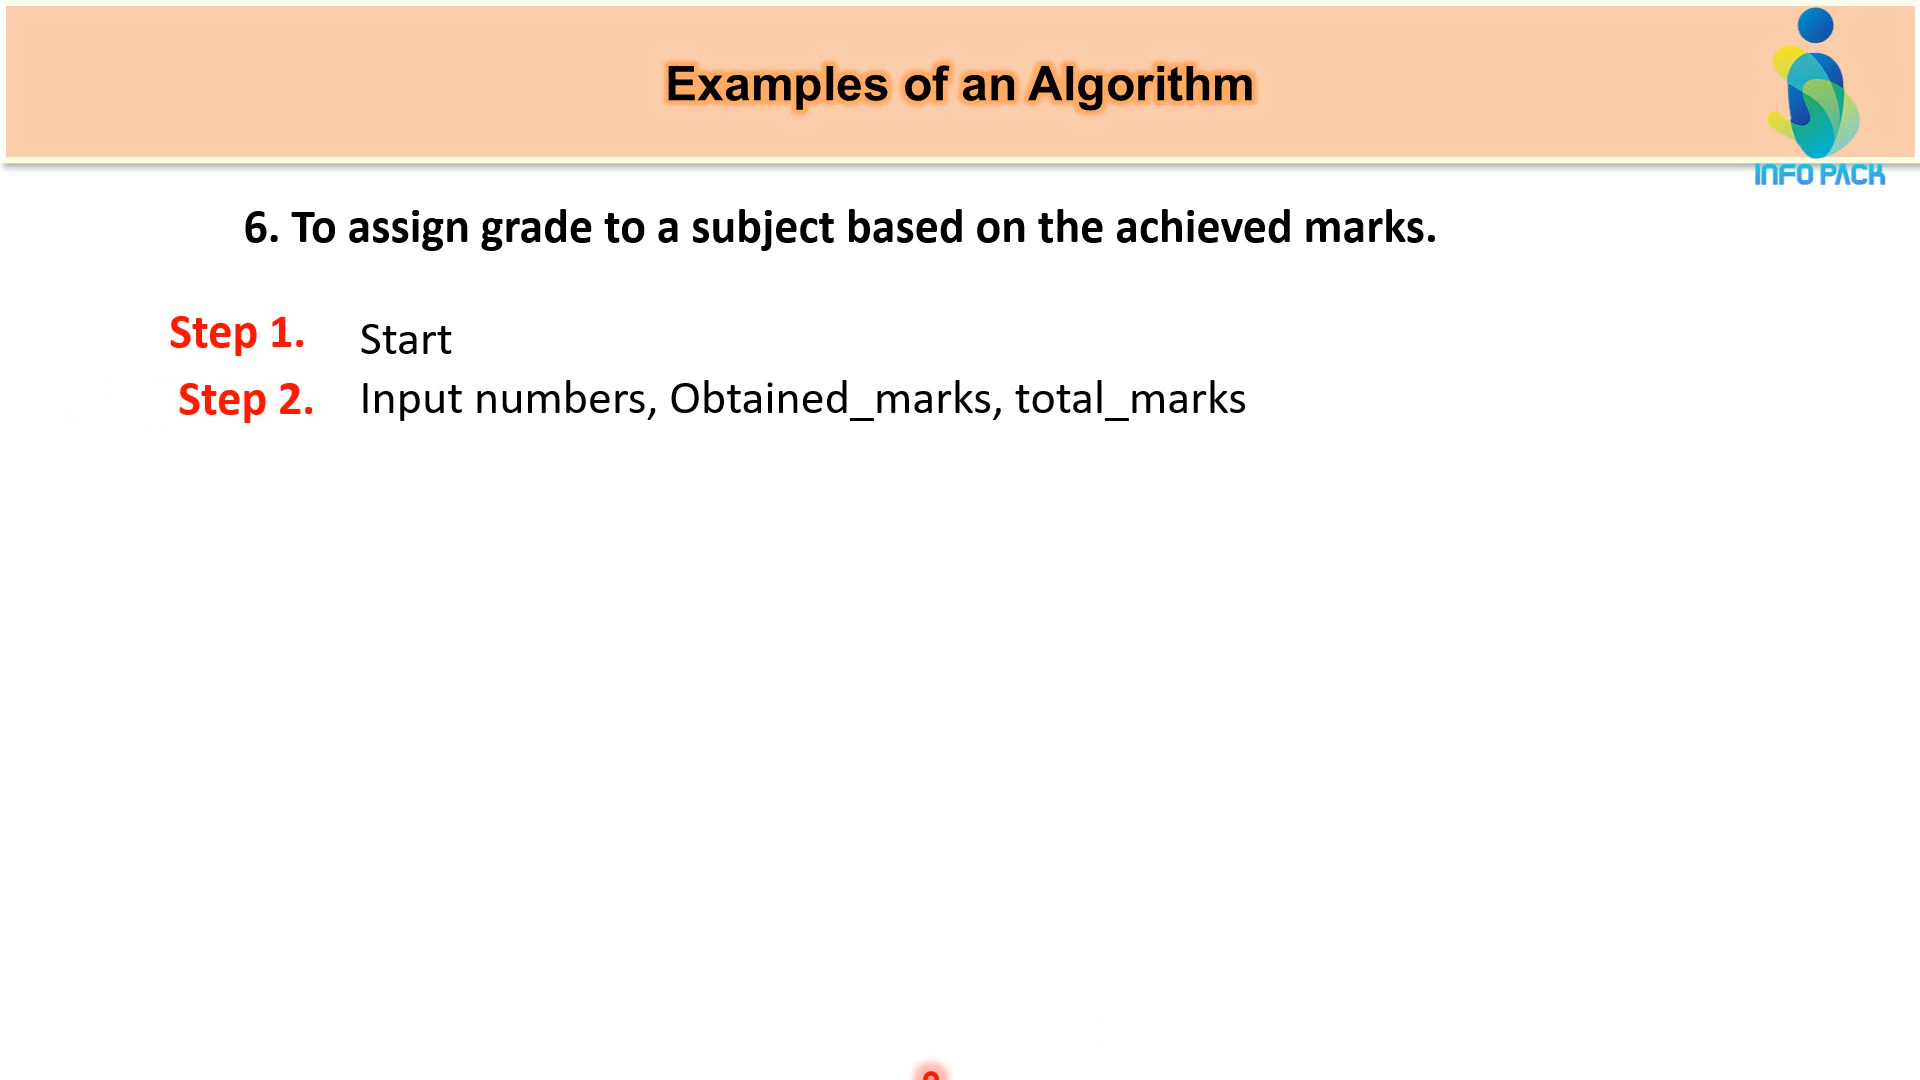 Examples of an Algorithm
INFO PACK
6. To assign grade to a subject based on the achieved marks.
Step 1. Start
Step 2. Input numbers, Obtained_marks, total_marks